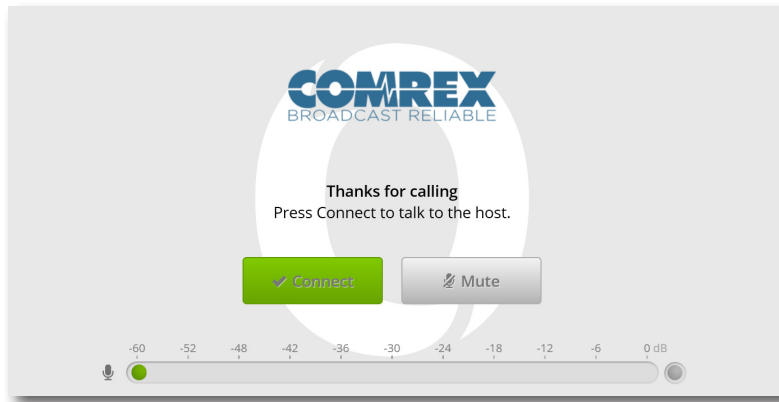 COMREX
BROADCAST RELIABLE
Thanks for calling
Press Connect to talk to the host.
Connect
Mute
-60 -52 -48 -42 -36 -30 -24 -18 -12 -6 0 dB